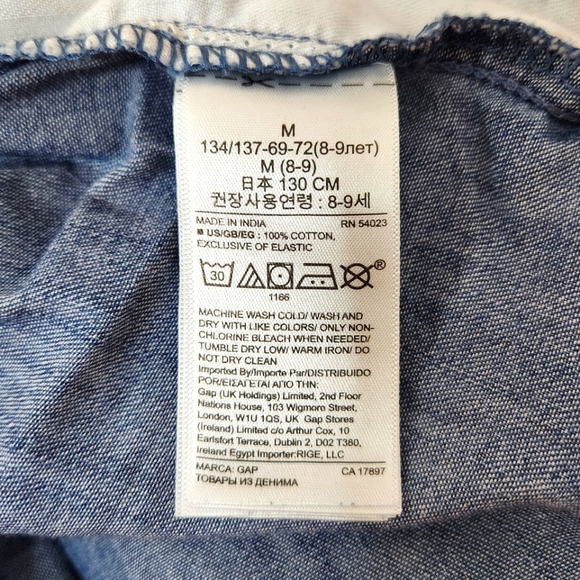 M
134/137-69-72(8-9лет)
M (8-9)
日本 130 CM
권장사용연령 : 8-9세
MADE IN INDIA RN 54023
US/GB/EG : 100% COTTON,
EXCLUSIVE OF ELASTIC
30 ®
1166
MACHINE WASH COLD/ WASH AND
DRY WITH LIKE COLORS/ ONLY NON-
CHLORINE BLEACH WHEN NEEDED/
TUMBLE DRY LOW/ WARM IRON/ DO
NOT DRY CLEAN
Imported By/Importe Par/DISTRIBUIDO
POR/ΕΙΣΑΓΕΤΑΙ ΑΠΟ ΤΗΝ:
Gap (UK Holdings) Limited, 2nd Floor
Nations House, 103 Wigmore Street,
London, W1U 1QS, UK Gap Stores
(Ireland) Limited c/o Arthur Cox, 10
Earlsfort Terrace, Dublin 2, D02 T380,
Ireland Egypt Importer:RIGE, LLC
MARCA: GAP CA 17897
ТОВАРЫ ИЗ ДЕНИМА